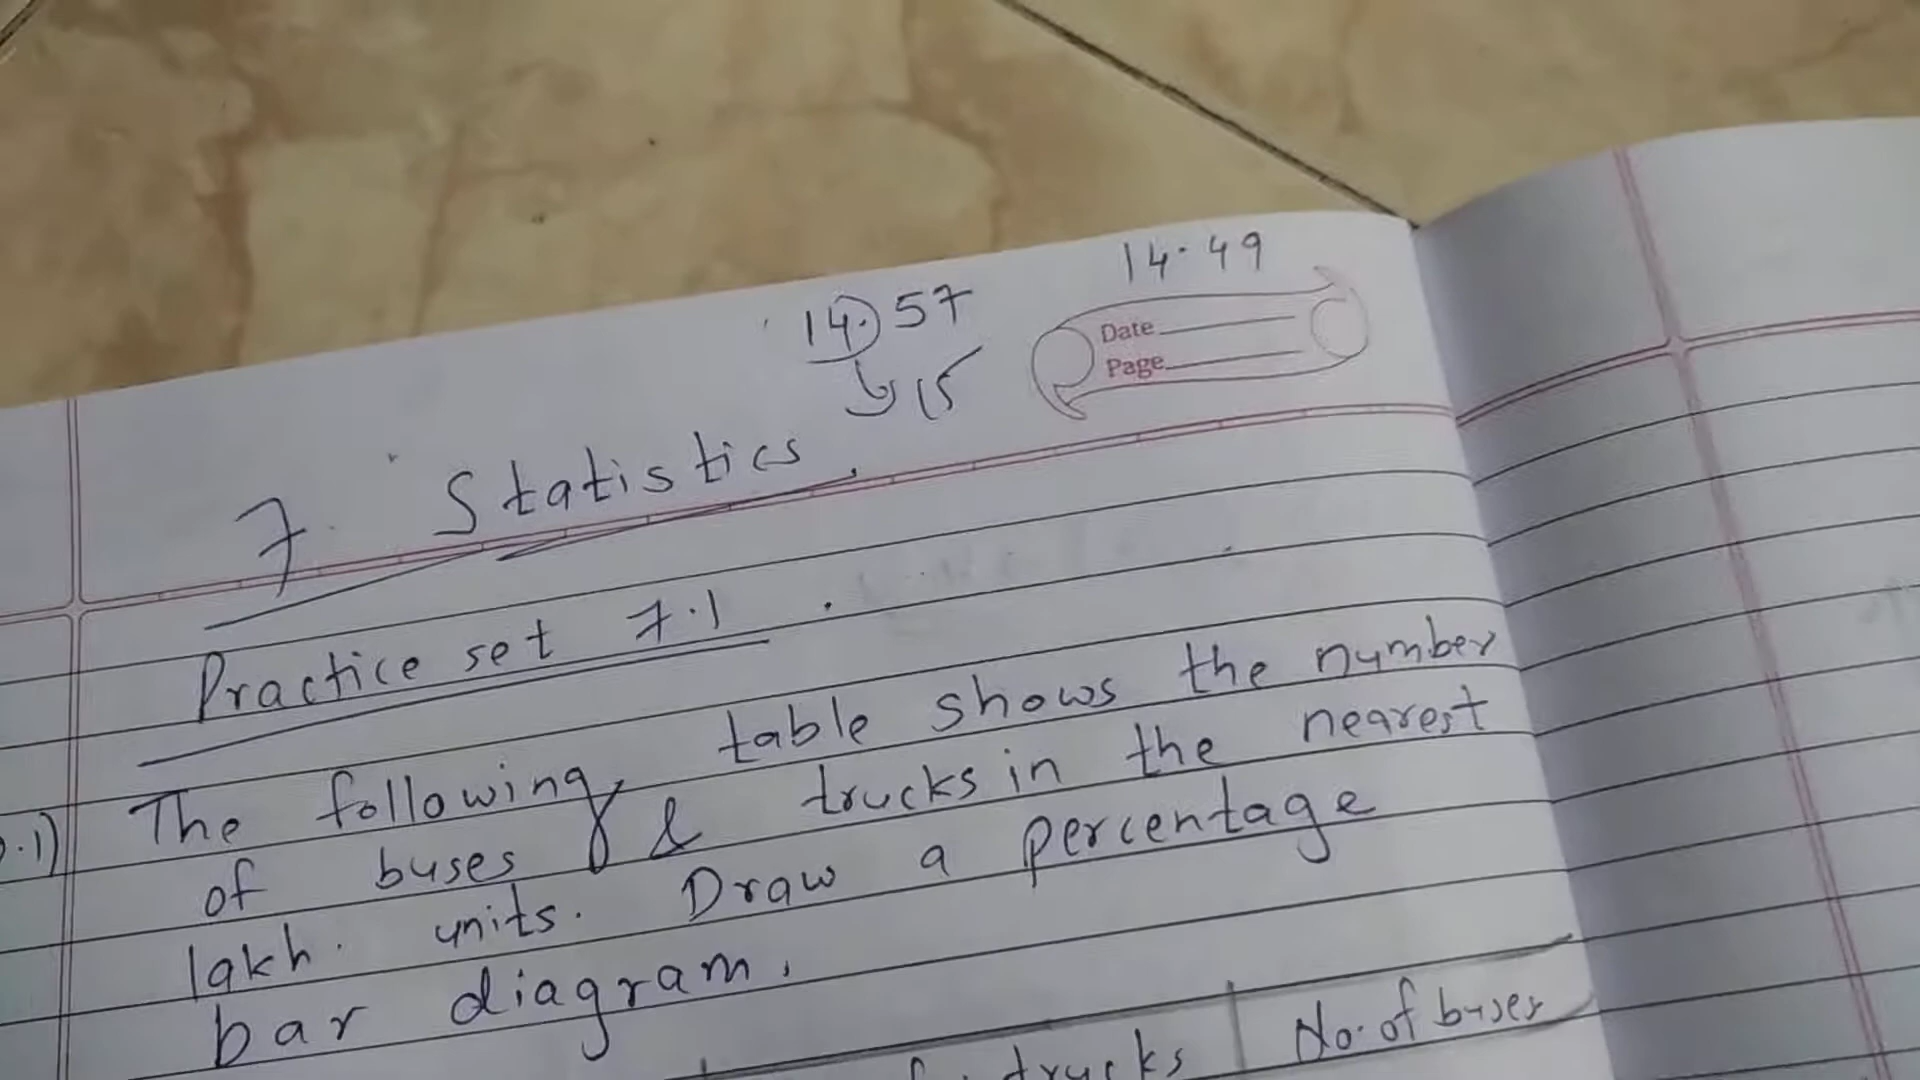 14.49
14.57
15
Date
Page
7. Statistics.
Practice set 7.1
.1) The following, table shows the number
of buses & trucks in the nearest
lakh. units. Draw a percentage
bar diagram.
trucks No. of buses